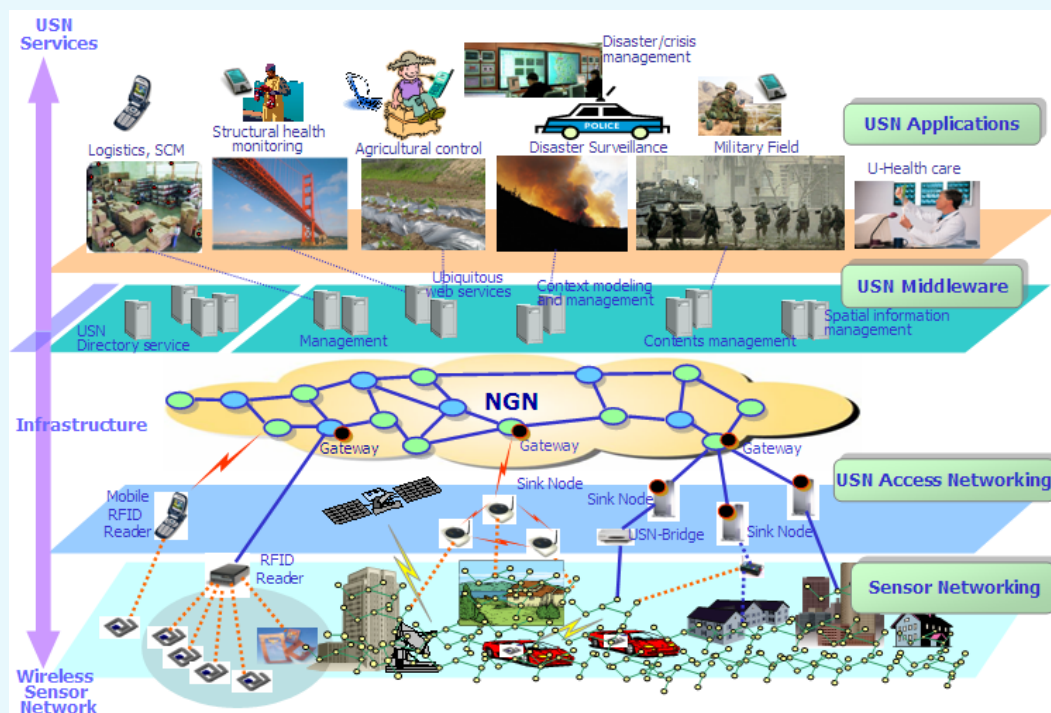 USN
Services
Disaster/crisis
management
Structural health
monitoring
Logistics, SCM
Agricultural control
POLICE
Disaster Surveillance
Military Field
USN Applications
U-Health care
USN Middleware
Ubiquitous
web services
Context modeling
and management
USN
Directory service
Management
Contents management
Spatial information
management
NGN
Infrastructure
Gateway
Gateway
Gateway
USN Access Networking
Mobile
RFID
Reader
Sink Node
Sink Node
USN-Bridge
Sink Node
RFID
Reader
Sensor Networking
Wireless
Sensor
Network